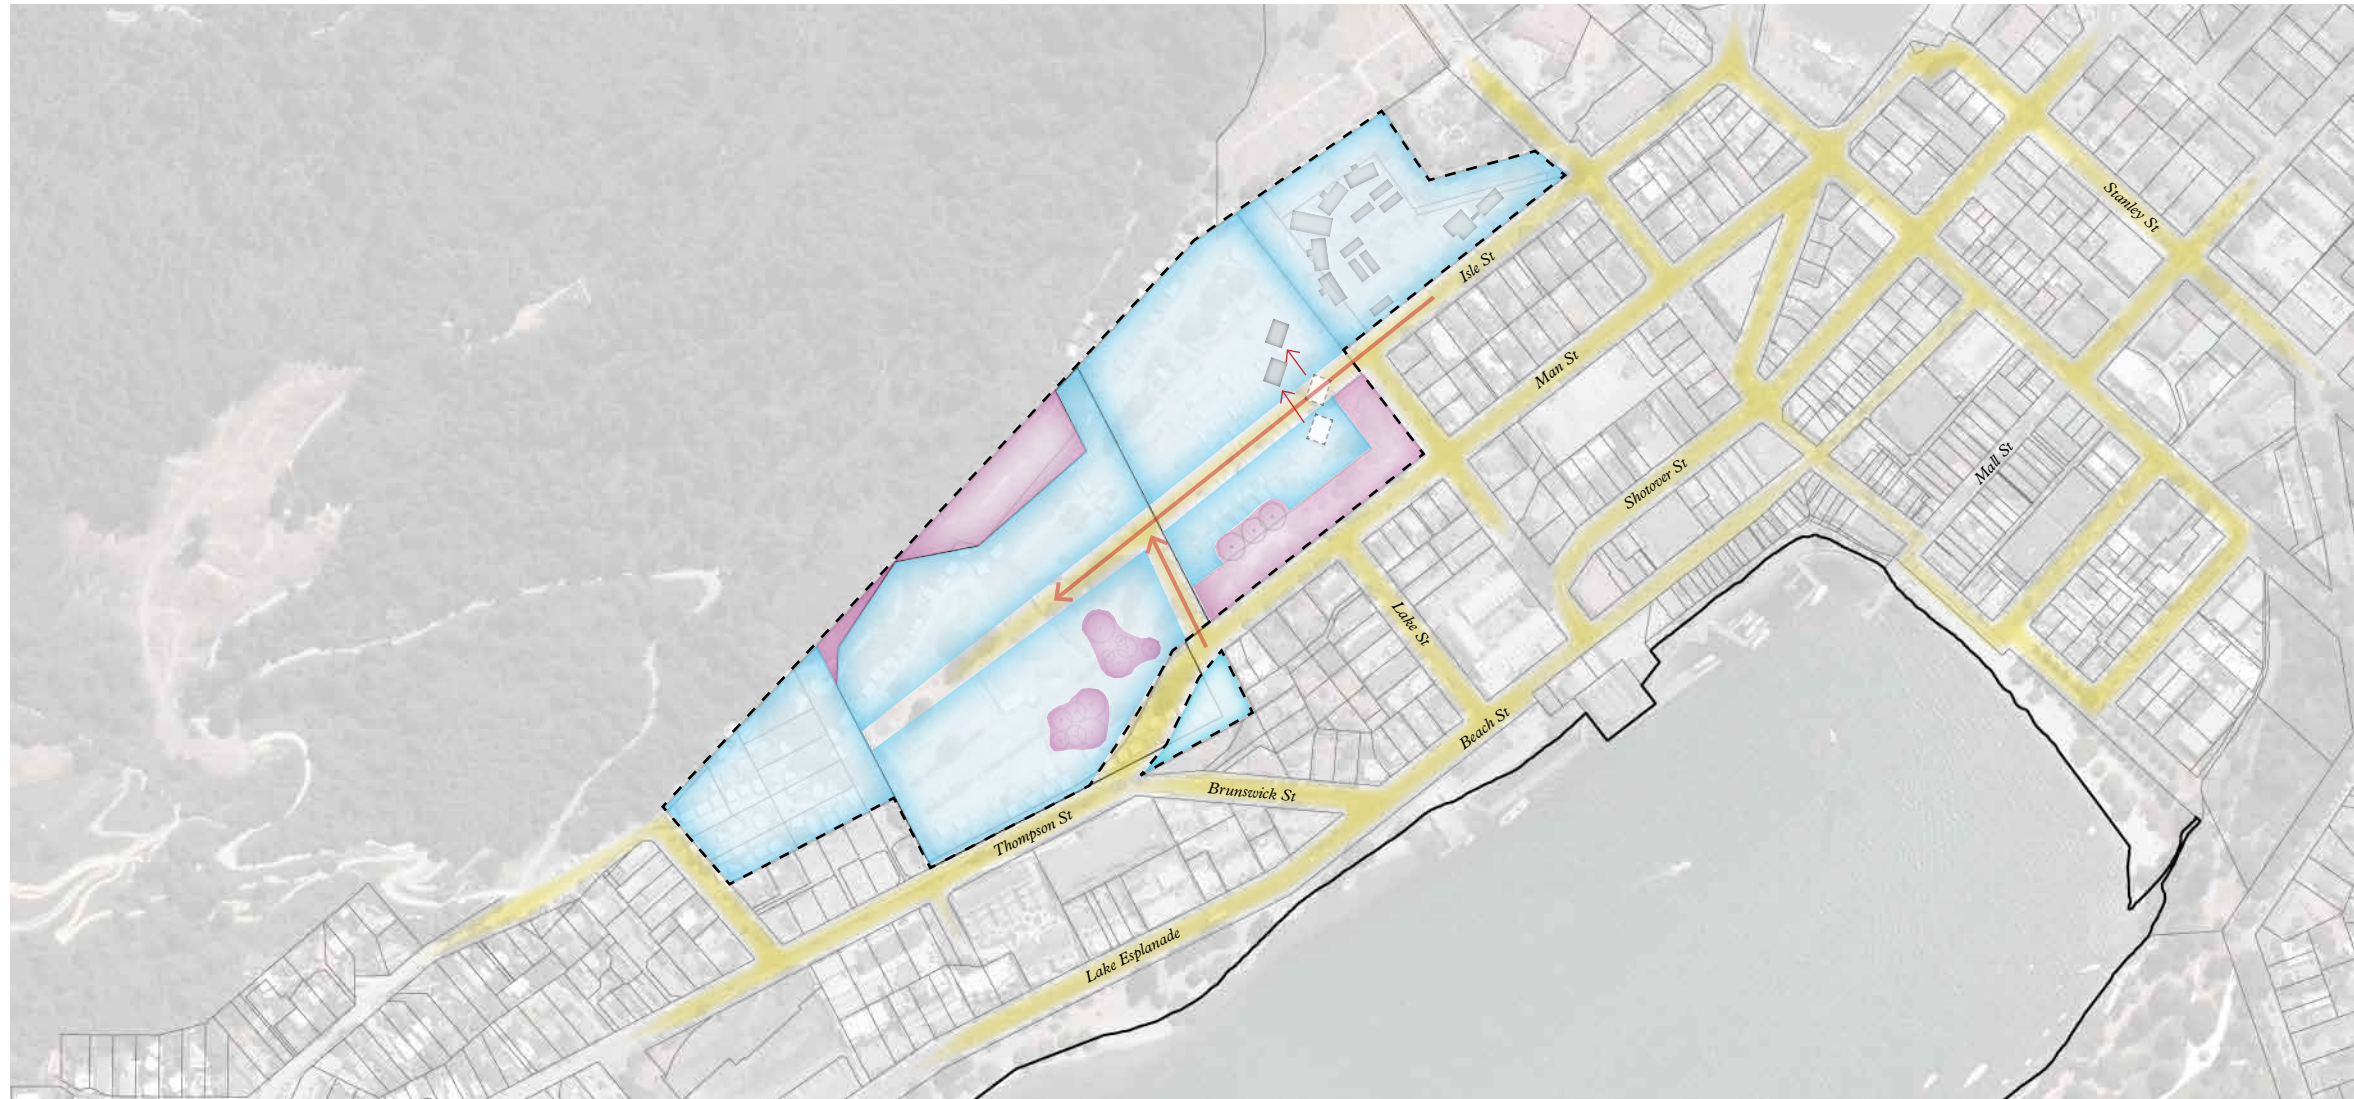 Stanley St
Isle St
Man St
Mall St
Shotover St
Lake St
Beach St
Brunswick St
Thompson St
Lake Esplanade